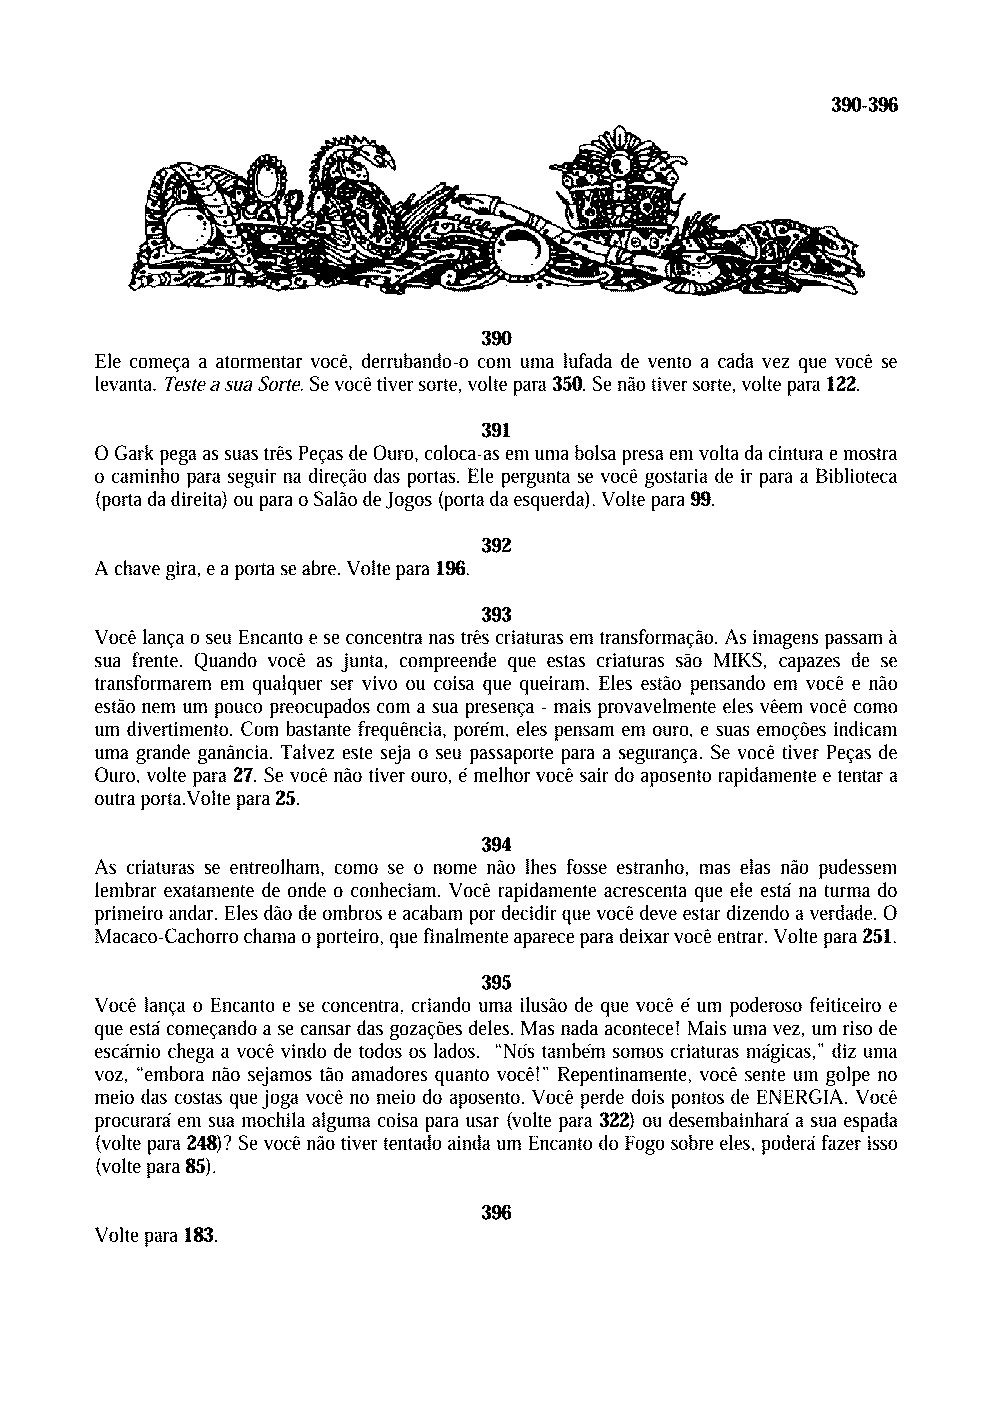 390-396
390
Ele começa a atormentar você, derrubando-o com uma lufada de vento a cada vez que você se
levanta. Teste a sua Sorte. Se você tiver sorte, volte para 350. Se não tiver sorte, volte para 122.
391
O Gark pega as suas três Peças de Ouro, coloca-as em uma bolsa presa em volta da cintura e mostra
o caminho para seguir na direção das portas. Ele pergunta se você gostaria de ir para a Biblioteca
(porta da direita) ou para o Salão de Jogos (porta da esquerda). Volte para 99.
392
A chave gira, e a porta se abre. Volte para 196.
393
Você lança o seu Encanto e se concentra nas três criaturas em transformação. As imagens passam à
sua frente. Quando você as junta, compreende que estas criaturas são MIKS, capazes de se
transformarem em qualquer ser vivo ou coisa que queiram. Eles estão pensando em você e não
estão nem um pouco preocupados com a sua presença - mais provavelmente eles vêem você como
um divertimento. Com bastante frequência, porém, eles pensam em ouro, e suas emoções indicam
uma grande ganância. Talvez este seja o seu passaporte para a segurança. Se você tiver Peças de
Ouro, volte para 27. Se você não tiver ouro, é melhor você sair do aposento rapidamente e tentar a
outra porta.Volte para 25.
394
As criaturas se entreolham, como se o nome não lhes fosse estranho, mas elas não pudessem
lembrar exatamente de onde o conheciam. Você rapidamente acrescenta que ele está na turma do
primeiro andar. Eles dão de ombros e acabam por decidir que você deve estar dizendo a verdade. O
Macaco-Cachorro chama o porteiro, que finalmente aparece para deixar você entrar. Volte para 251.
395
Você lança o Encanto e se concentra, criando uma ilusão de que você é um poderoso feiticeiro e
que está começando a se cansar das gozações deles. Mas nada acontece! Mais uma vez, um riso de
escárnio chega a você vindo de todos os lados. “Nós também somos criaturas mágicas,” diz uma
voz, “embora não sejamos tão amadores quanto você!” Repentinamente, você sente um golpe no
meio das costas que joga você no meio do aposento. Você perde dois pontos de ENERGIA. Você
procurará em sua mochila alguma coisa para usar (volte para 322) ou desembainhará a sua espada
(volte para 248)? Se você não tiver tentado ainda um Encanto do Fogo sobre eles, poderá fazer isso
(volte para 85).
396
Volte para 183.